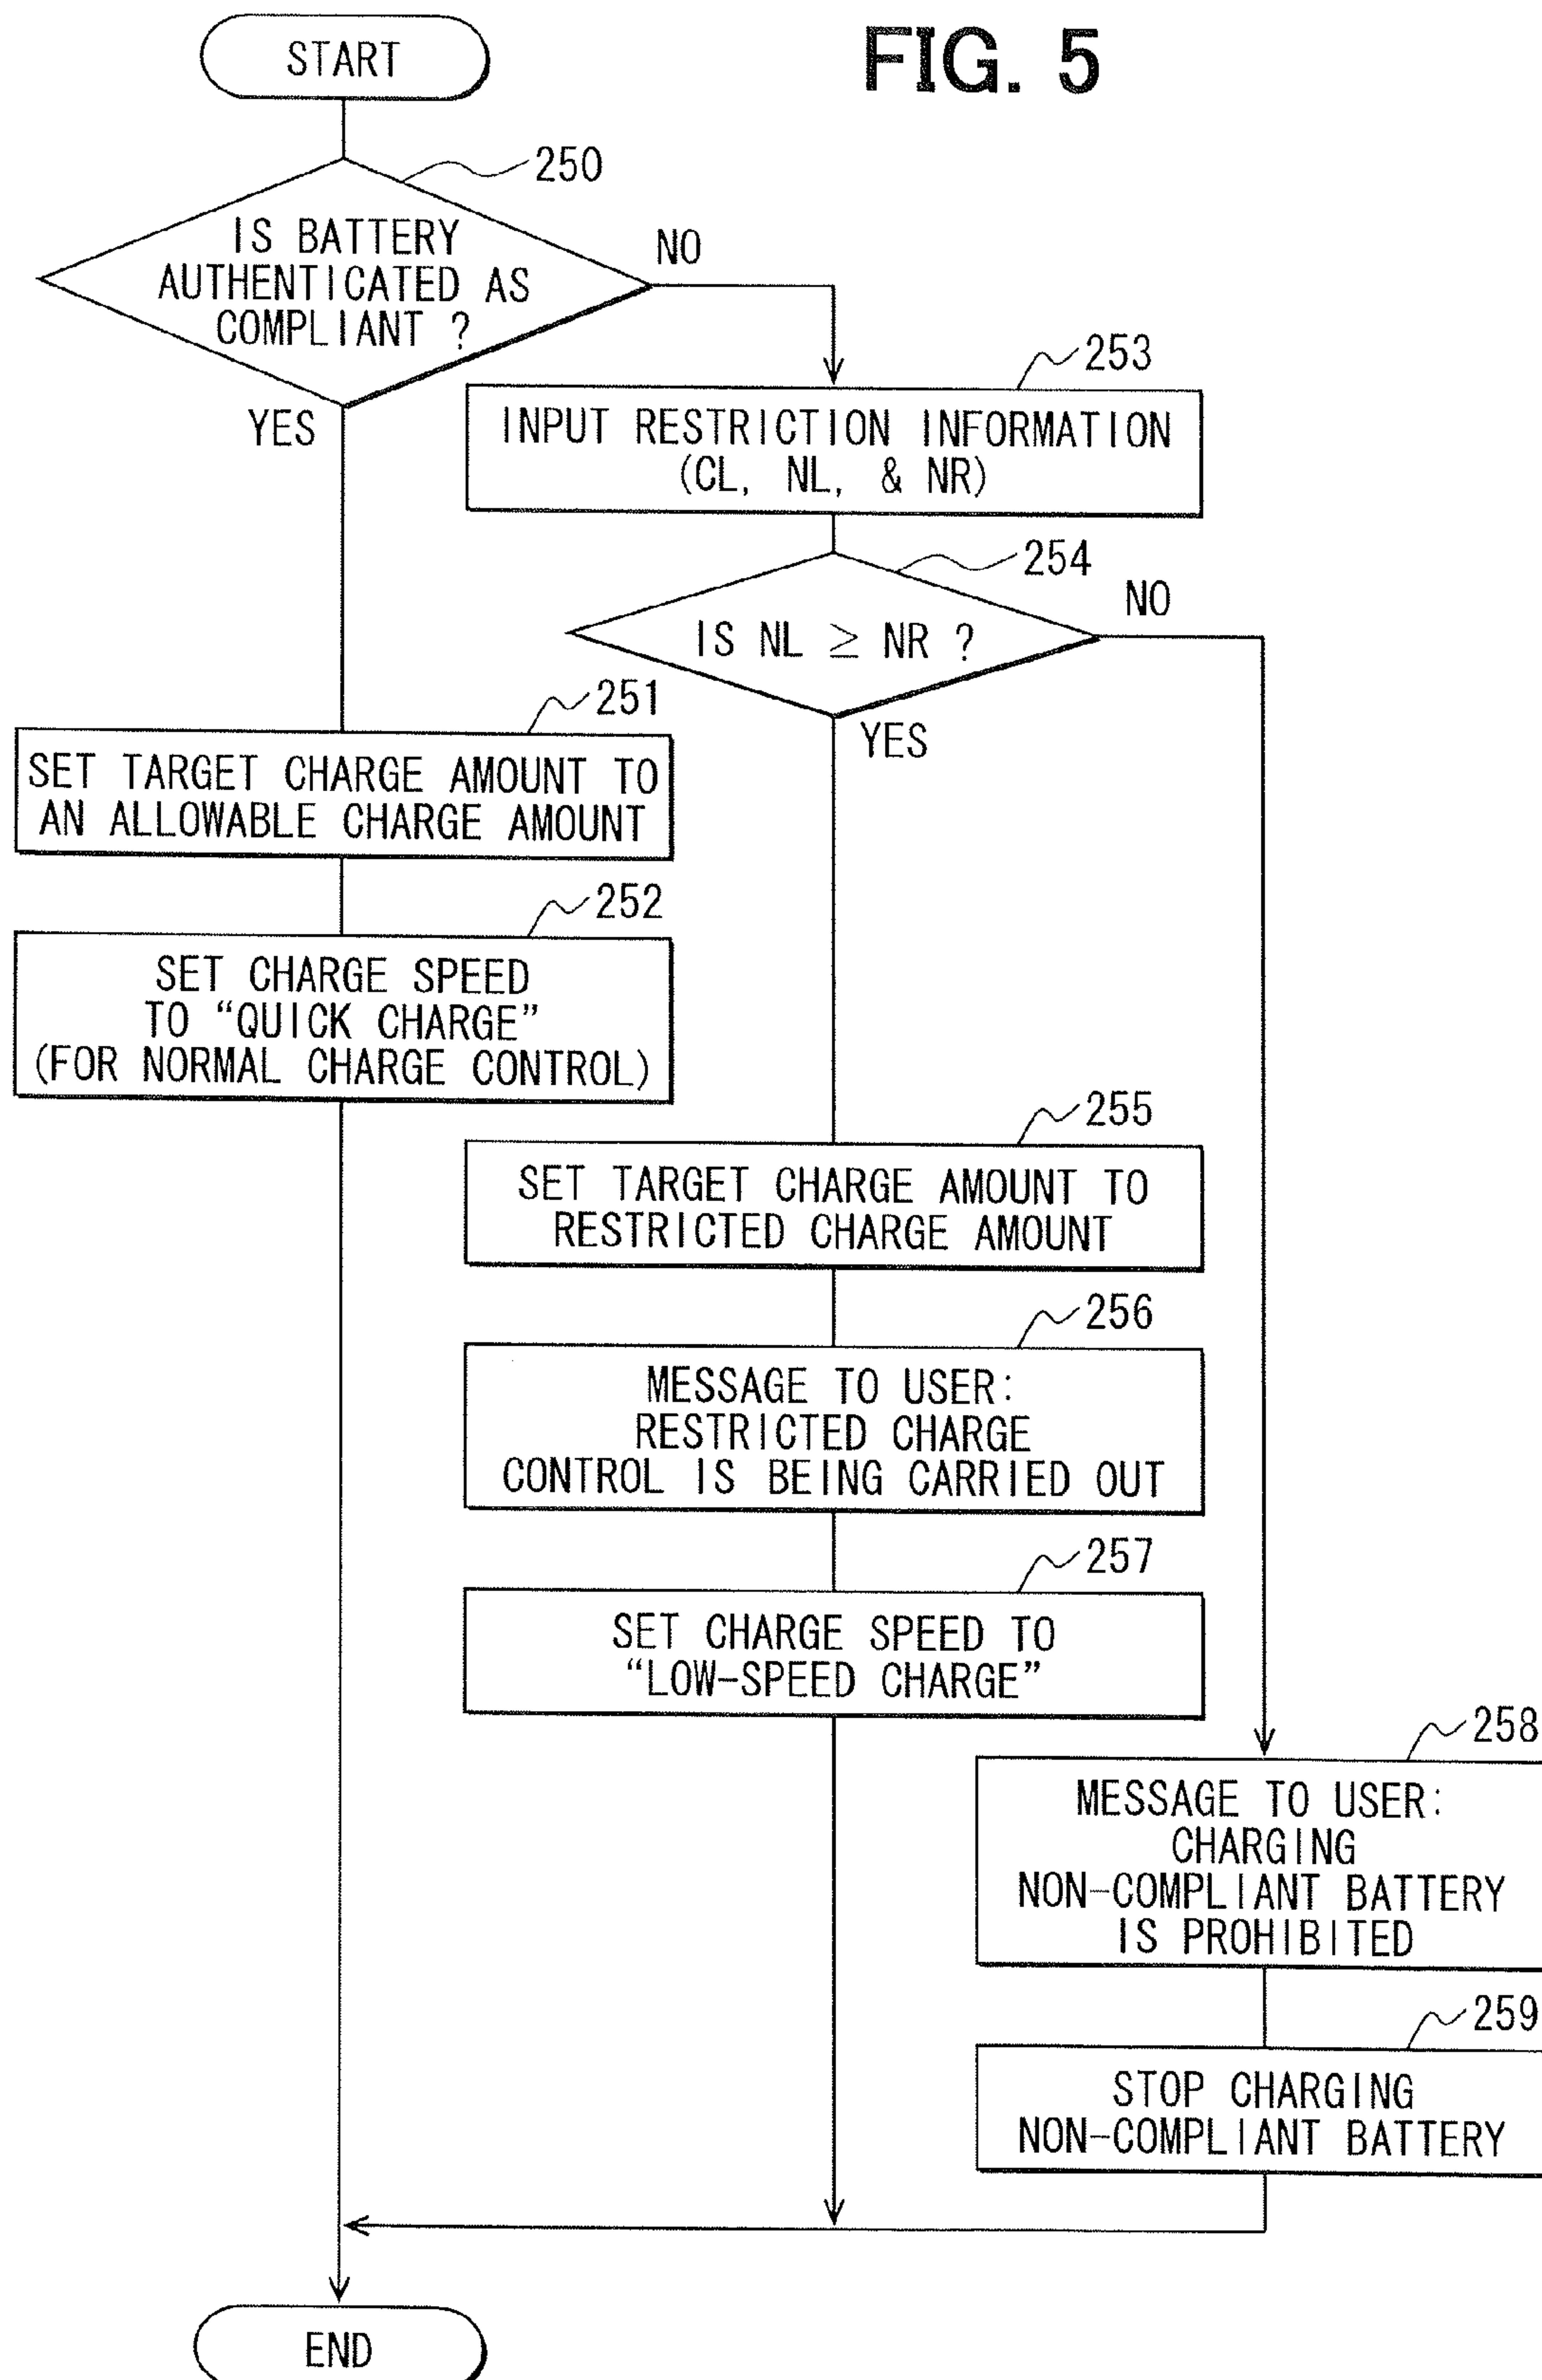 FIG. 5
START
250
IS BATTERY
AUTHENTICATED AS
COMPLIANT ?
NO
YES
253
INPUT RESTRICTION INFORMATION
(CL, NL, & NR)
254
IS NL ≥ NR ?
NO
YES
251
SET TARGET CHARGE AMOUNT TO
AN ALLOWABLE CHARGE AMOUNT
252
SET CHARGE SPEED
TO “QUICK CHARGE”
(FOR NORMAL CHARGE CONTROL)
255
SET TARGET CHARGE AMOUNT TO
RESTRICTED CHARGE AMOUNT
256
MESSAGE TO USER:
RESTRICTED CHARGE
CONTROL IS BEING CARRIED OUT
257
SET CHARGE SPEED TO
“LOW-SPEED CHARGE”
258
MESSAGE TO USER:
CHARGING
NON-COMPLIANT BATTERY
IS PROHIBITED
259
STOP CHARGING
NON-COMPLIANT BATTERY
END